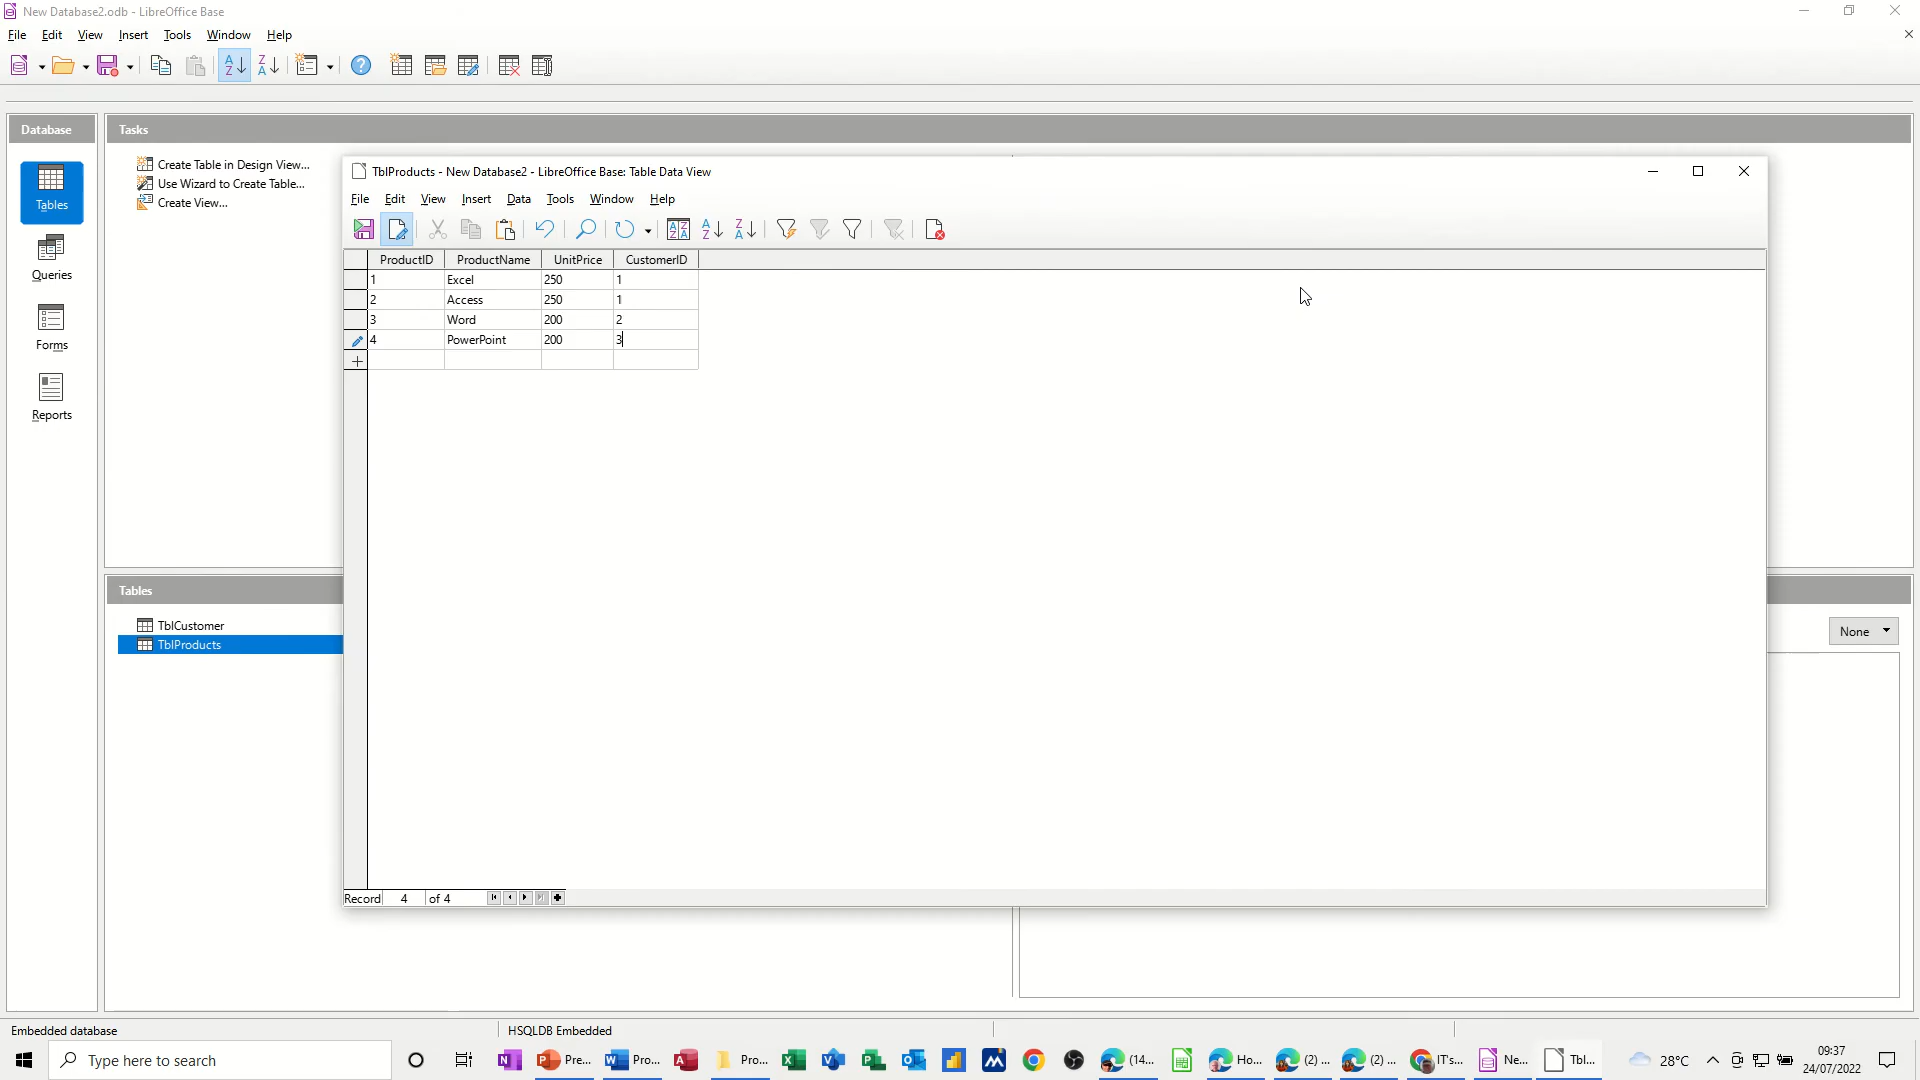 New Database2.odb - LibreOffice Base
File Edit View Insert Tools Window Help
Database
Tasks
Tables
Queries
Forms
Reports
Create Table in Design View...
Use Wizard to Create Table...
Create View...
TblProducts - New Database2 - LibreOffice Base: Table Data View
File Edit View Insert Data Tools Window Help
ProductID ProductName UnitPrice CustomerID
1 Excel 250 1
2 Access 250 1
3 Word 200 2
4 PowerPoint 200 3
Record 4 of 4
Tables
TblCustomer
TblProducts
None
Embedded database HSQLDB Embedded
Type here to search
Pre... Pro... Pro... (14... Ho... (2) ... (2) ... IT's... Ne... Tbl...
28°C
09:37
24/07/2022